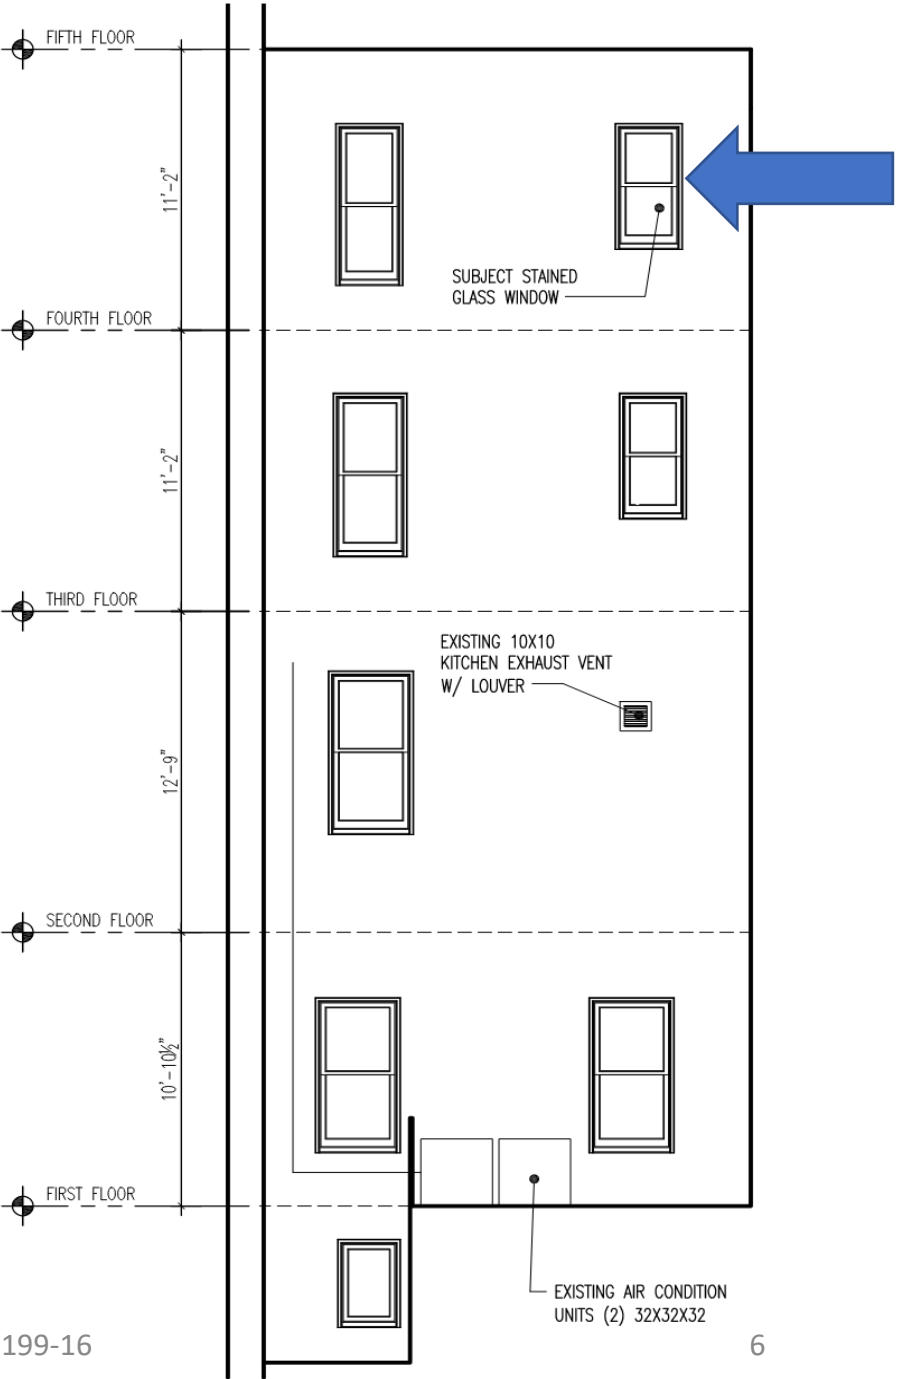 FIFTH FLOOR
11'-2"
SUBJECT STAINED
GLASS WINDOW
FOURTH FLOOR
11'-2"
THIRD FLOOR
EXISTING 10X10
KITCHEN EXHAUST VENT
W/ LOUVER
12'-9"
SECOND FLOOR
10'-10½"
FIRST FLOOR
EXISTING AIR CONDITION
UNITS (2) 32X32X32
199-16
6